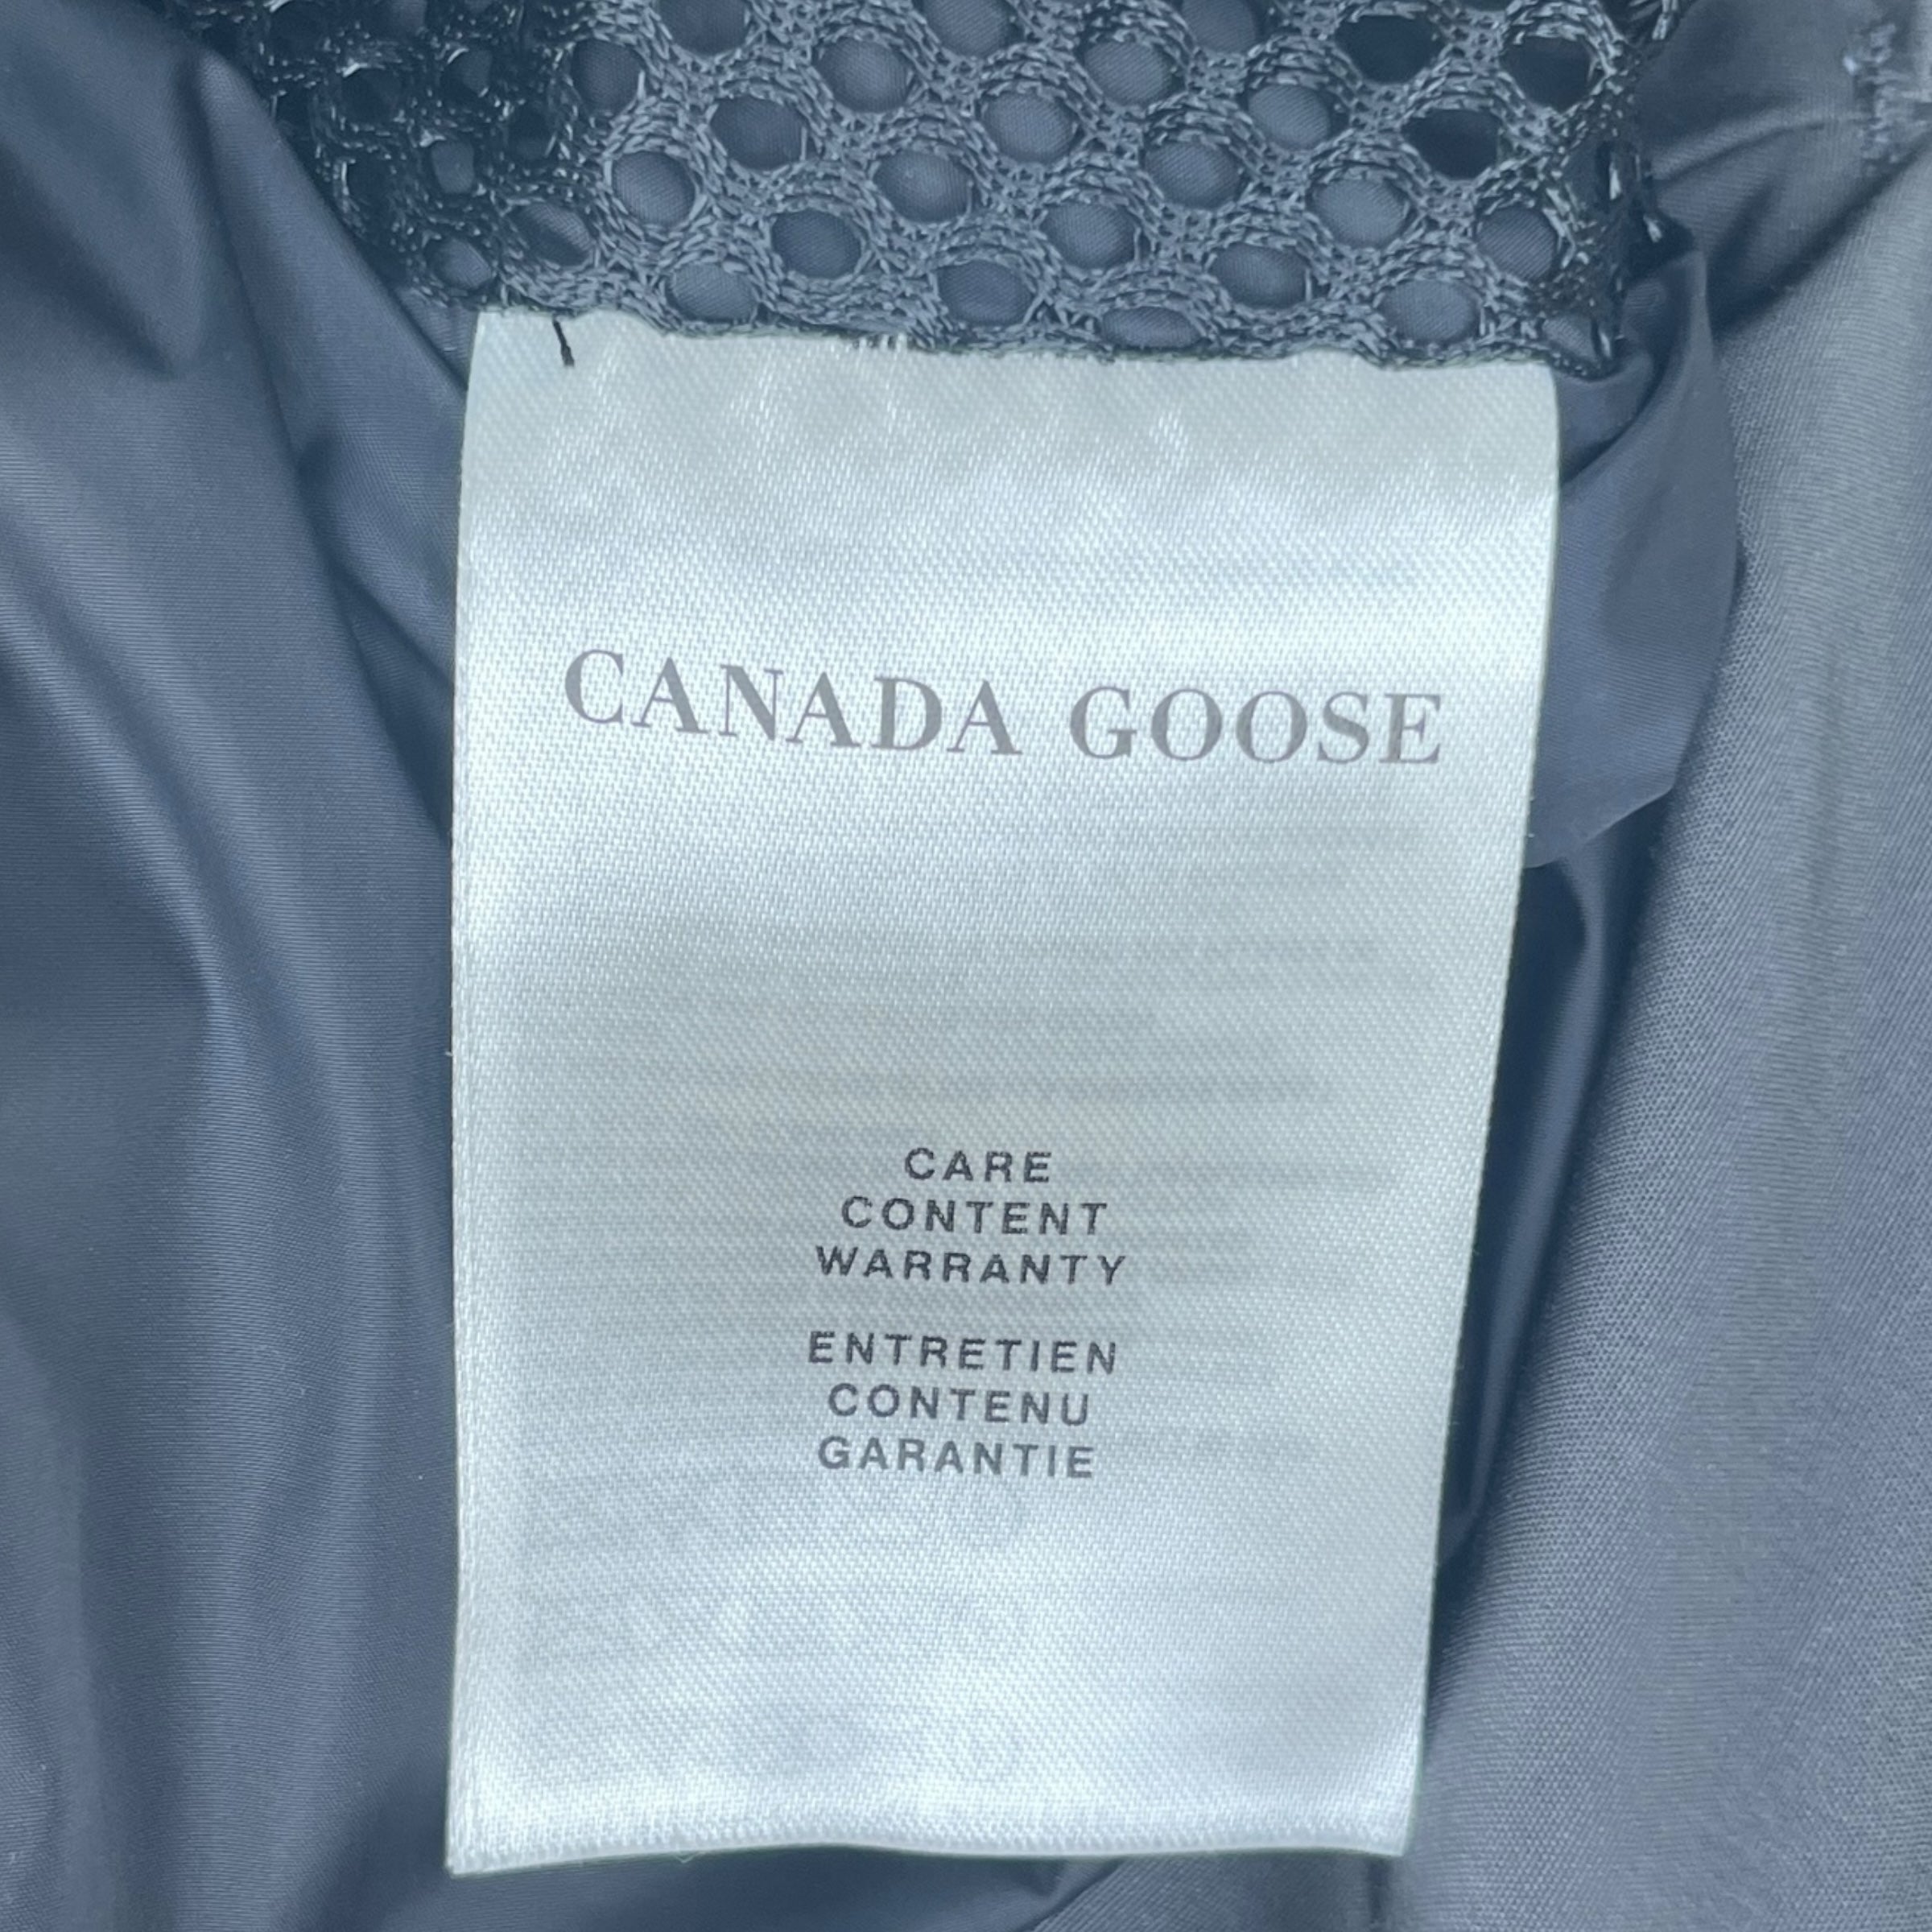 CANADA GOOSE
CARE
CONTENT
WARRANTY
ENTRETIEN
CONTENU
GARANTIE